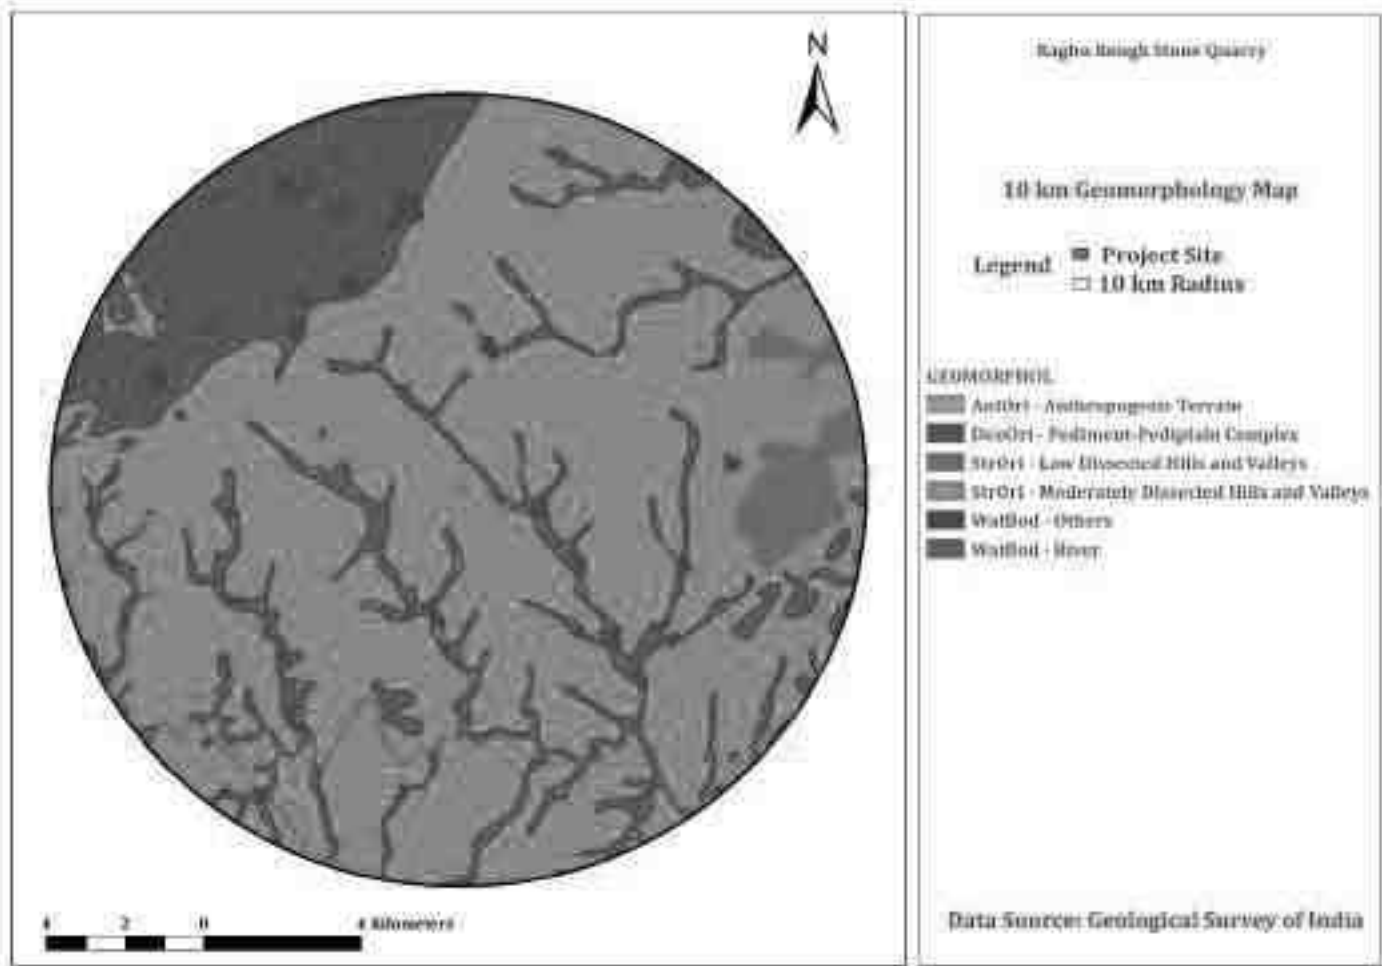 N
Raghu Rough Stone Quarry
10 km Geomorphology Map
Legend
Project Site
10 km Radius
GEOMORPHOL
AntOri - Anthropogenic Terrain
DenOri - Pediment-Pediplain Complex
StrOri - Low Dissected Hills and Valleys
StrOri - Moderately Dissected Hills and Valleys
WatBod - Others
WatBod - River
4 2 0 4 Kilometers
Data Source: Geological Survey of India